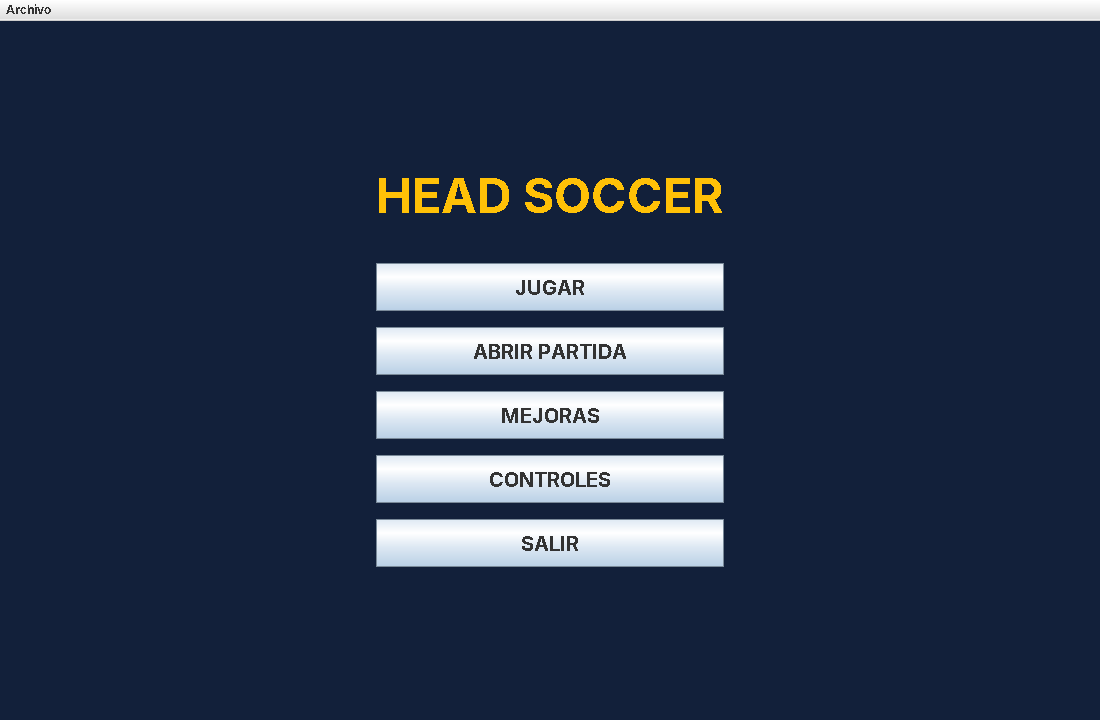 Archivo
HEAD SOCCER
JUGAR
ABRIR PARTIDA
MEJORAS
CONTROLES
SALIR